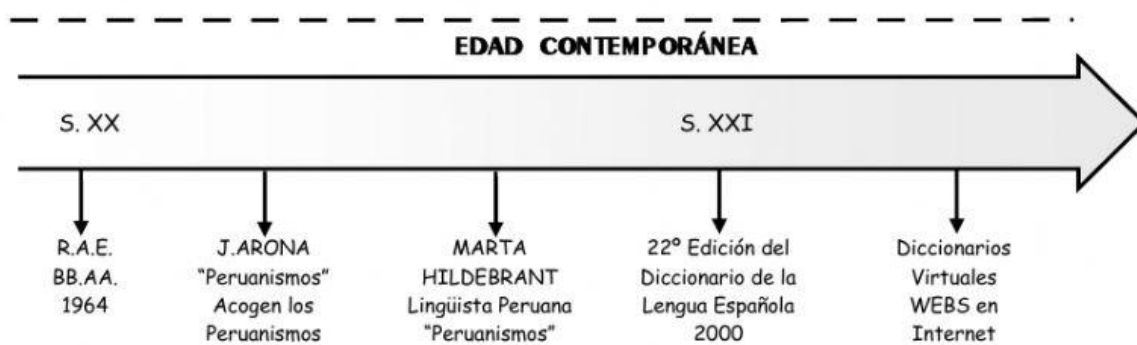 EDAD CONTEMPORÁNEA
S. XX
S. XXI
R.A.E.
BB.AA.
1964
J.ARONA
“Peruanismos”
Acogen los
Peruanismos
MARTA
HILDEBRANT
Lingüista Peruana
“Peruanismos”
22º Edición del
Diccionario de la
Lengua Española
2000
Diccionarios
Virtuales
WEBS en
Internet